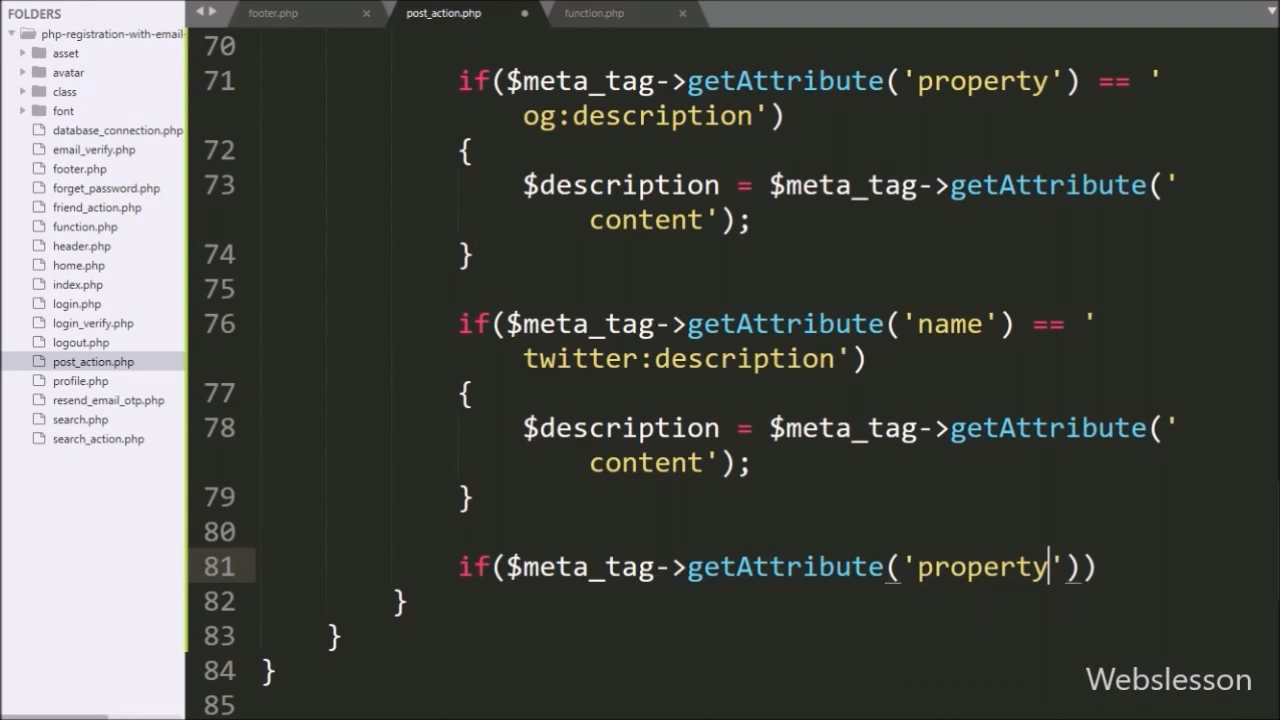 FOLDERS
php-registration-with-email-
asset
avatar
class
font
database_connection.php
email_verify.php
footer.php
forget_password.php
friend_action.php
function.php
header.php
home.php
index.php
login.php
login_verify.php
logout.php
post_action.php
profile.php
resend_email_otp.php
search.php
search_action.php
footer.php
post_action.php
function.php
70
71 if($meta_tag->getAttribute('property') == '
og:description')
72 {
73 $description = $meta_tag->getAttribute('
content');
74 }
75
76 if($meta_tag->getAttribute('name') == '
twitter:description')
77 {
78 $description = $meta_tag->getAttribute('
content');
79 }
80
81 if($meta_tag->getAttribute('property'))
82 }
83 }
84 }
85
Webslesson